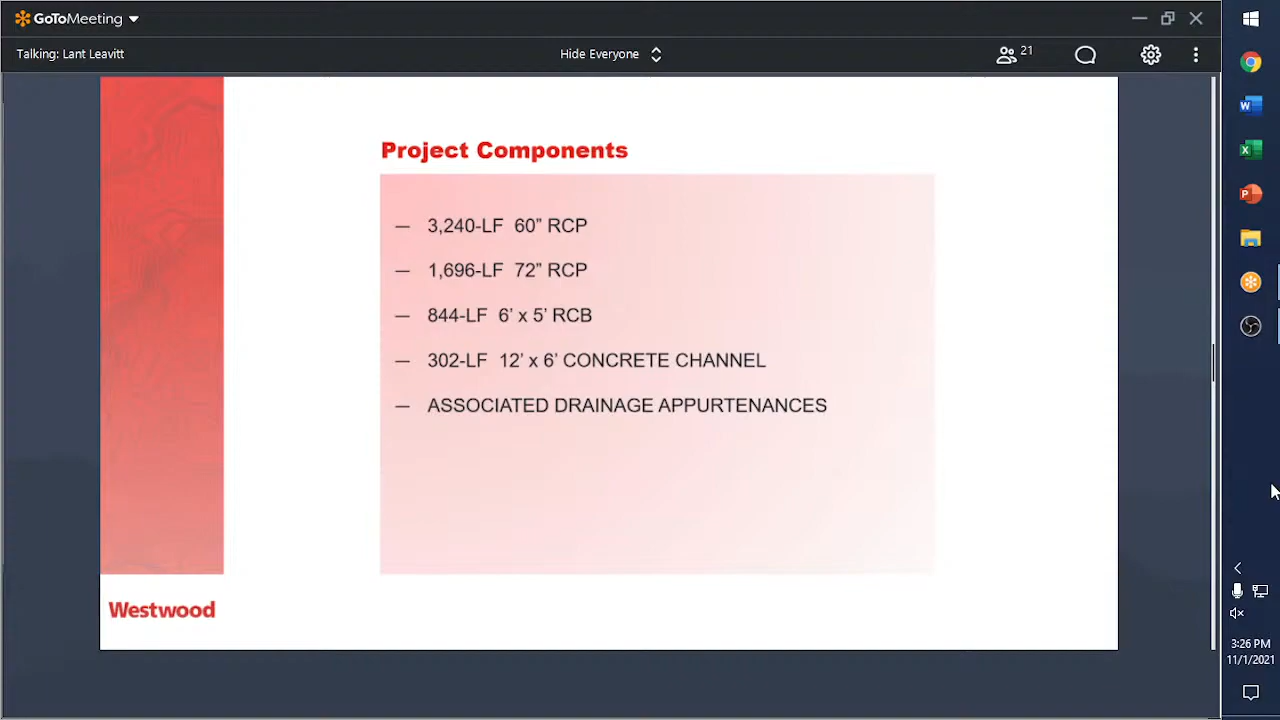 GoToMeeting
Talking: Lant Leavitt
Hide Everyone
21
Project Components
— 3,240-LF 60” RCP
— 1,696-LF 72” RCP
— 844-LF 6’ x 5’ RCB
— 302-LF 12’ x 6’ CONCRETE CHANNEL
— ASSOCIATED DRAINAGE APPURTENANCES
Westwood
3:26 PM
11/1/2021